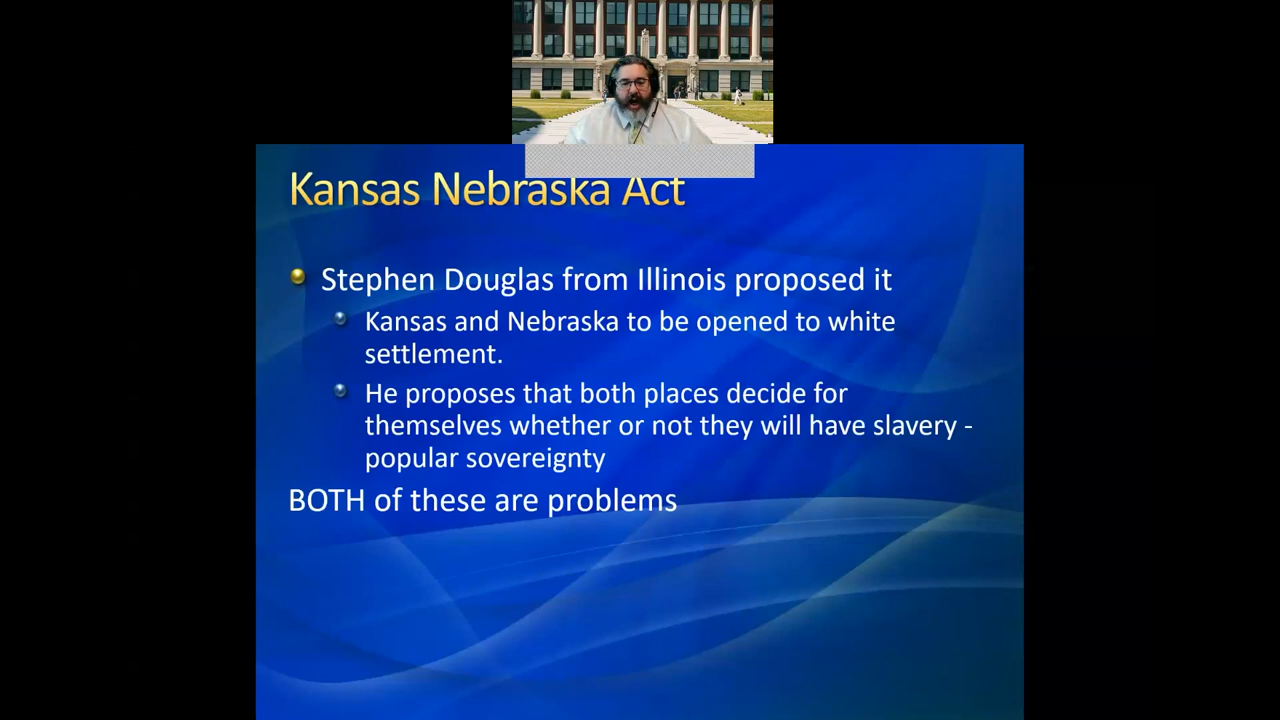 Kansas Nebraska Act
Stephen Douglas from Illinois proposed it
Kansas and Nebraska to be opened to white
settlement.
He proposes that both places decide for
themselves whether or not they will have slavery -
popular sovereignty
BOTH of these are problems